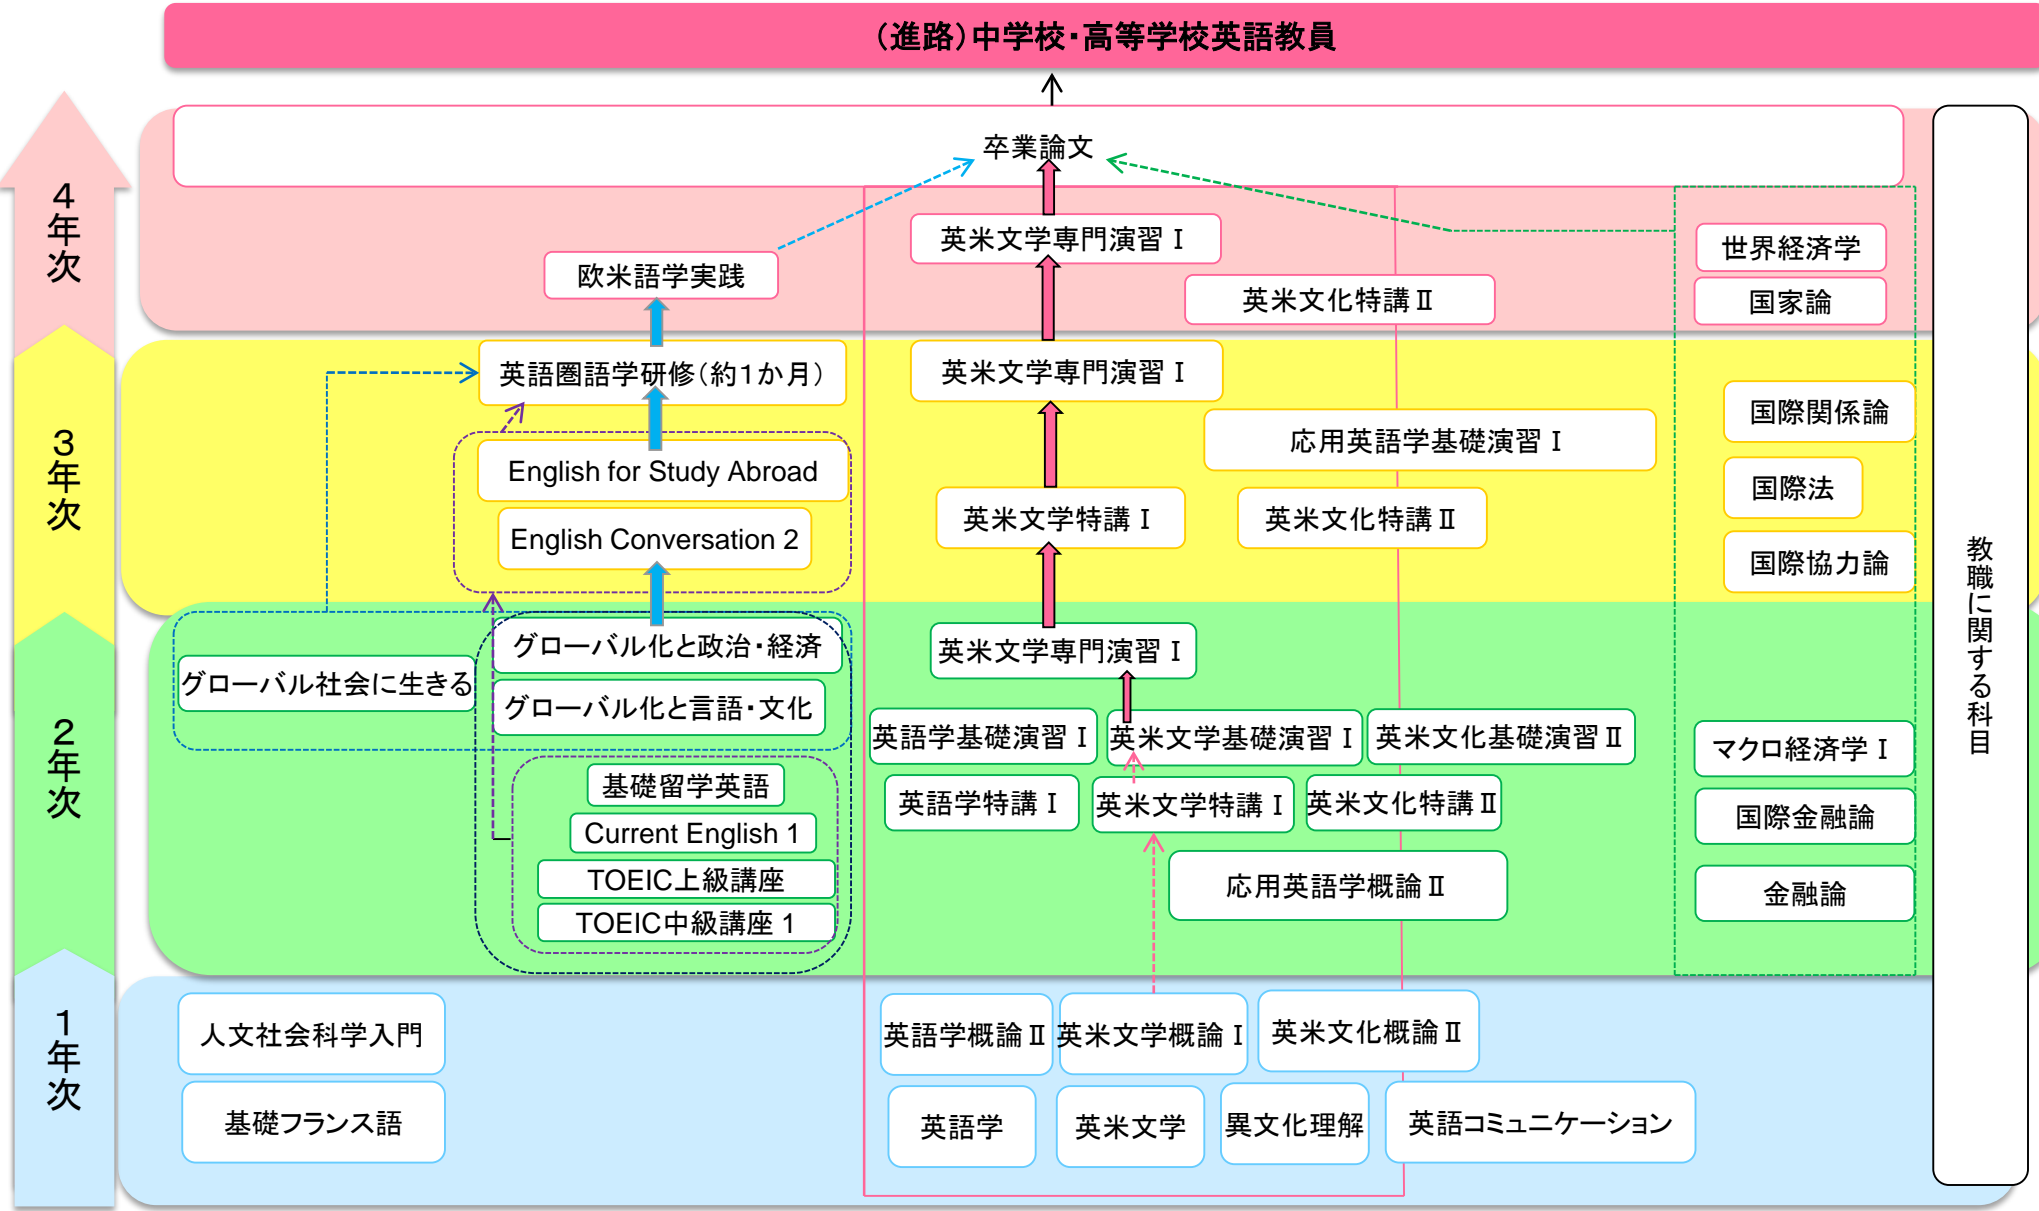 （進路）中学校・高等学校英語教員
卒業論文
4年次
英米文学専門演習Ⅰ
世界経済学
欧米語学実践
英米文化特講Ⅱ
国家論
3年次
英語圏語学研修（約1か月）
英米文学専門演習Ⅰ
国際関係論
応用英語学基礎演習Ⅰ
English for Study Abroad
国際法
英米文学特講Ⅰ
英米文化特講Ⅱ
English Conversation 2
国際協力論
教職に関する科目
2年次
グローバル化と政治・経済
英米文学専門演習Ⅰ
グローバル社会に生きる
グローバル化と言語・文化
英語学基礎演習Ⅰ
英米文学基礎演習Ⅰ
英米文化基礎演習Ⅱ
マクロ経済学Ⅰ
基礎留学英語
英語学特講Ⅰ
英米文学特講Ⅰ
英米文化特講Ⅱ
国際金融論
Current English 1
TOEIC上級講座
応用英語学概論Ⅱ
金融論
TOEIC中級講座 1
1年次
人文社会科学入門
英語学概論Ⅱ
英米文学概論Ⅰ
英米文化概論Ⅱ
基礎フランス語
英語学
英米文学
異文化理解
英語コミュニケーション